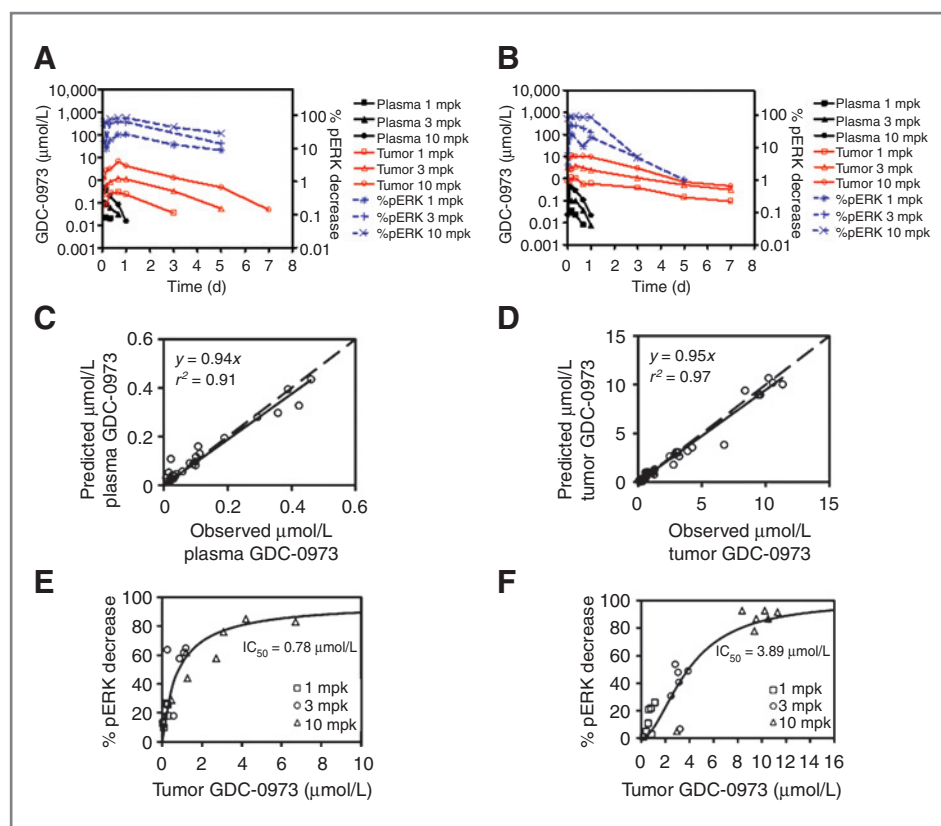 A
GDC-0973 (μmol/L)
10,000
1,000
100
10
0
0.1
0.01
0.001
0 1 2 3 4 5 6 7 8
Time (d)
100
10
1
0.1
0.01
% pERK decrease
Plasma 1 mpk
Plasma 3 mpk
Plasma 10 mpk
Tumor 1 mpk
Tumor 3 mpk
Tumor 10 mpk
%pERK 1 mpk
%pERK 3 mpk
%pERK 10 mpk
B
GDC-0973 (μmol/L)
10,000
1,000
100
10
0
0.1
0.01
0.001
0 1 2 3 4 5 6 7 8
Time (d)
100
10
1
0.1
0.01
% pERK decrease
Plasma 1 mpk
Plasma 3 mpk
Plasma 10 mpk
Tumor 1 mpk
Tumor 3 mpk
Tumor 10 mpk
%pERK 1 mpk
%pERK 3 mpk
%pERK 10 mpk
C
Predicted μmol/L
plasma GDC-0973
0.6
0.4
0.2
0
y = 0.94x
r² = 0.91
0 0.2 0.4 0.6
Observed μmol/L
plasma GDC-0973
D
Predicted μmol/L
tumor GDC-0973
15
10
5
0
y = 0.95x
r² = 0.97
0 5 10 15
Observed μmol/L
tumor GDC-0973
E
% pERK decrease
100
80
60
40
20
0
IC₅₀ = 0.78 μmol/L
1 mpk
3 mpk
10 mpk
0 2 4 6 8 10
Tumor GDC-0973 (μmol/L)
F
% pERK decrease
100
80
60
40
20
0
IC₅₀ = 3.89 μmol/L
1 mpk
3 mpk
10 mpk
0 2 4 6 8 10 12 14 16
Tumor GDC-0973 (μmol/L)